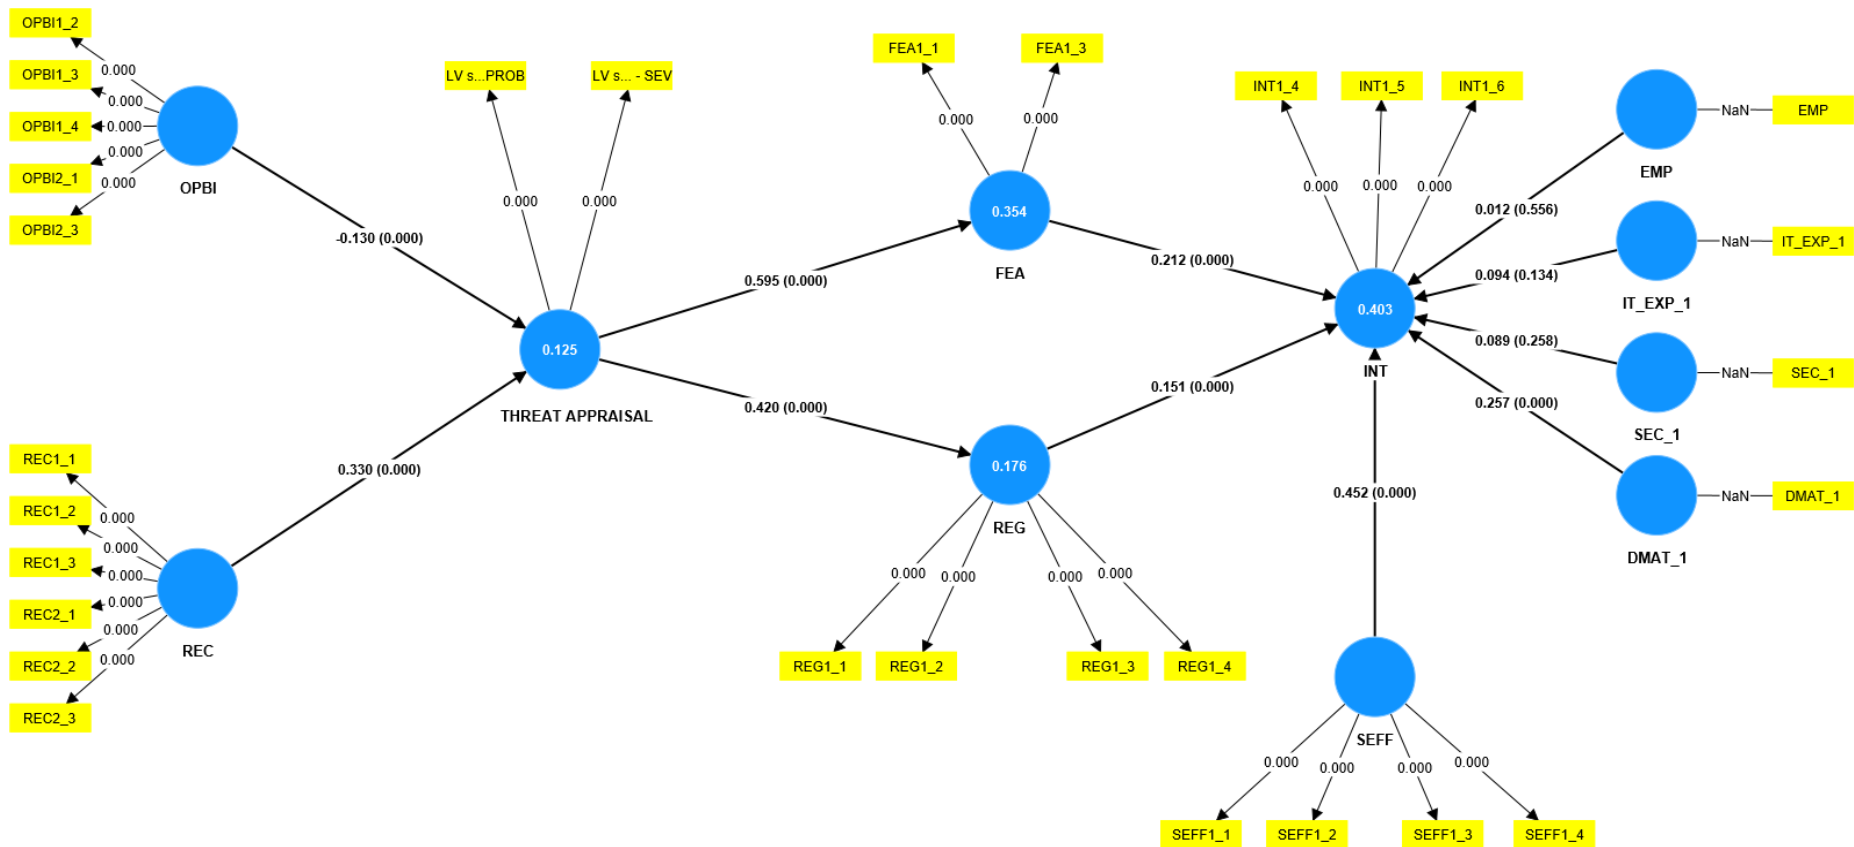 OPBI1_2
OPBI1_3
OPBI1_4
OPBI2_1
OPBI2_3
0.000
0.000
0.000
0.000
0.000
OPBI
-0.130 (0.000)
REC1_1
REC1_2
REC1_3
REC2_1
REC2_2
REC2_3
0.000
0.000
0.000
0.000
0.000
0.000
REC
0.330 (0.000)
LV s...PROB
LV s... - SEV
0.000
0.000
0.125
THREAT APPRAISAL
0.595 (0.000)
0.420 (0.000)
FEA1_1
FEA1_3
0.000
0.000
0.354
FEA
0.212 (0.000)
0.176
REG
0.151 (0.000)
0.000
0.000
0.000
0.000
REG1_1
REG1_2
REG1_3
REG1_4
INT1_4
INT1_5
INT1_6
0.000
0.000
0.000
0.403
INT
0.452 (0.000)
SEFF
0.000
0.000
0.000
0.000
SEFF1_1
SEFF1_2
SEFF1_3
SEFF1_4
EMP
NaN
EMP
0.012 (0.556)
IT_EXP_1
NaN
IT_EXP_1
0.094 (0.134)
SEC_1
NaN
SEC_1
0.089 (0.258)
DMAT_1
NaN
DMAT_1
0.257 (0.000)